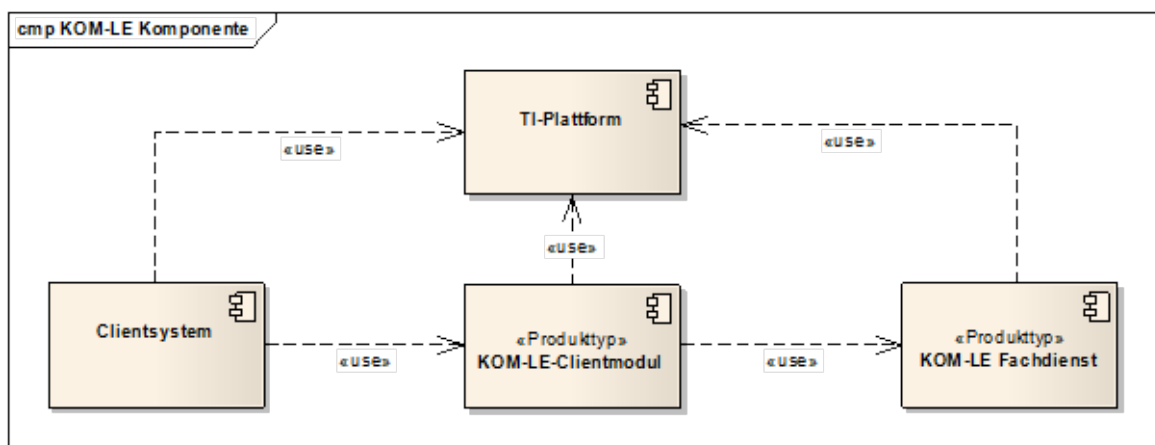 cmp KOM-LE Komponente
TI-Plattform
«use»
«use»
«use»
Clientsystem
«Produkttyp»
KOM-LE-Clientmodul
«Produkttyp»
KOM-LE Fachdienst
«use»
«use»